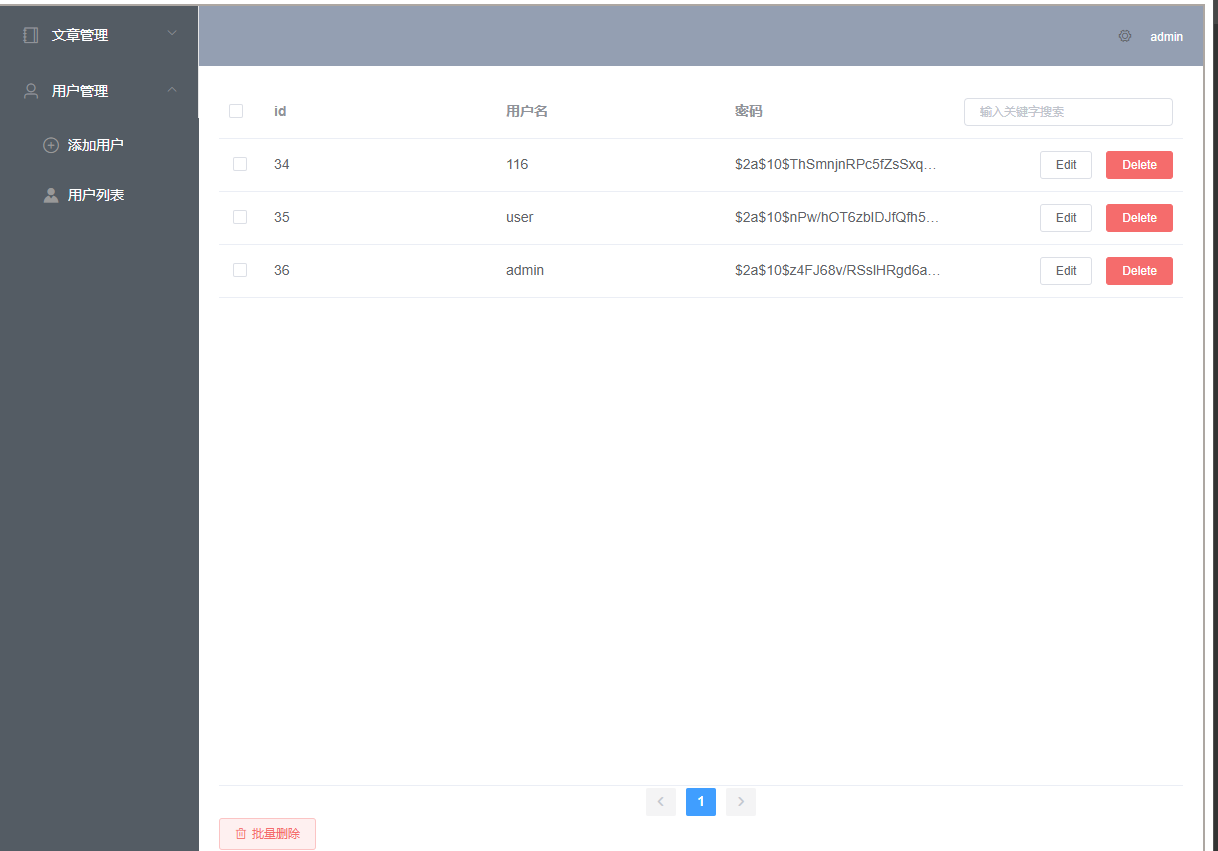 文章管理
admin
用户管理
添加用户
用户列表
id 用户名 密码 输入关键字搜索
34 116 $2a$10$ThSmnjnRPc5fZsSxq… Edit Delete
35 user $2a$10$nPw/hOT6zblDJfQfh5… Edit Delete
36 admin $2a$10$z4FJ68v/RSslHRgd6a… Edit Delete
1
批量删除